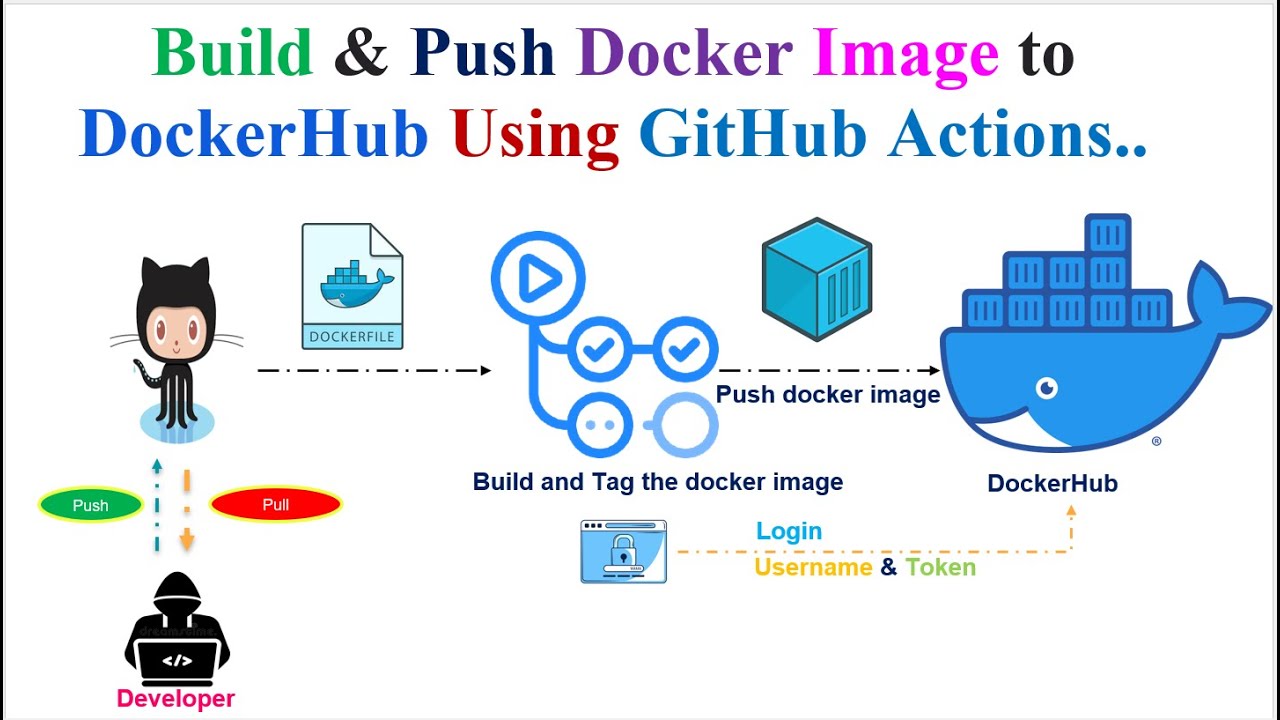 Build & Push Docker Image to
DockerHub Using GitHub Actions..
DOCKERFILE
Push docker image
®
Build and Tag the docker image
DockerHub
Push
Pull
Login
Username & Token
dreamstime
</>
Developer